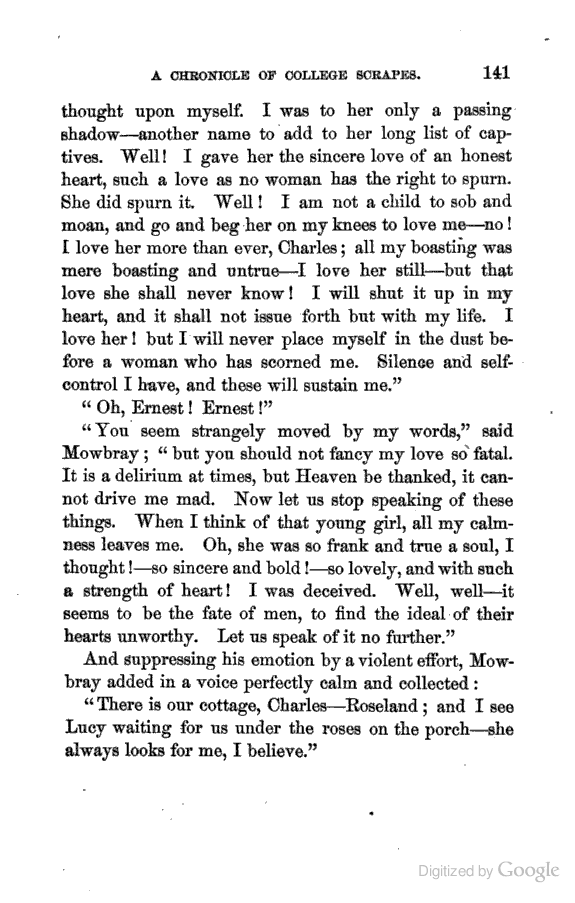 A CHRONICLE OF COLLEGE SCRAPES. 141
thought upon myself. I was to her only a passing
shadow—another name to add to her long list of cap-
tives. Well! I gave her the sincere love of an honest
heart, such a love as no woman has the right to spurn.
She did spurn it. Well! I am not a child to sob and
moan, and go and beg her on my knees to love me—no!
I love her more than ever, Charles; all my boasting was
mere boasting and untrue—I love her still—but that
love she shall never know! I will shut it up in my
heart, and it shall not issue forth but with my life. I
love her! but I will never place myself in the dust be-
fore a woman who has scorned me. Silence and self-
control I have, and these will sustain me.”
“Oh, Ernest! Ernest!”
“You seem strangely moved by my words,” said
Mowbray; “but you should not fancy my love so fatal.
It is a delirium at times, but Heaven be thanked, it can-
not drive me mad. Now let us stop speaking of these
things. When I think of that young girl, all my calm-
ness leaves me. Oh, she was so frank and true a soul, I
thought!—so sincere and bold!—so lovely, and with such
a strength of heart! I was deceived. Well, well—it
seems to be the fate of men, to find the ideal of their
hearts unworthy. Let us speak of it no further.”
And suppressing his emotion by a violent effort, Mow-
bray added in a voice perfectly calm and collected:
“There is our cottage, Charles—Roseland; and I see
Lucy waiting for us under the roses on the porch—she
always looks for me, I believe.”
Digitized by Google